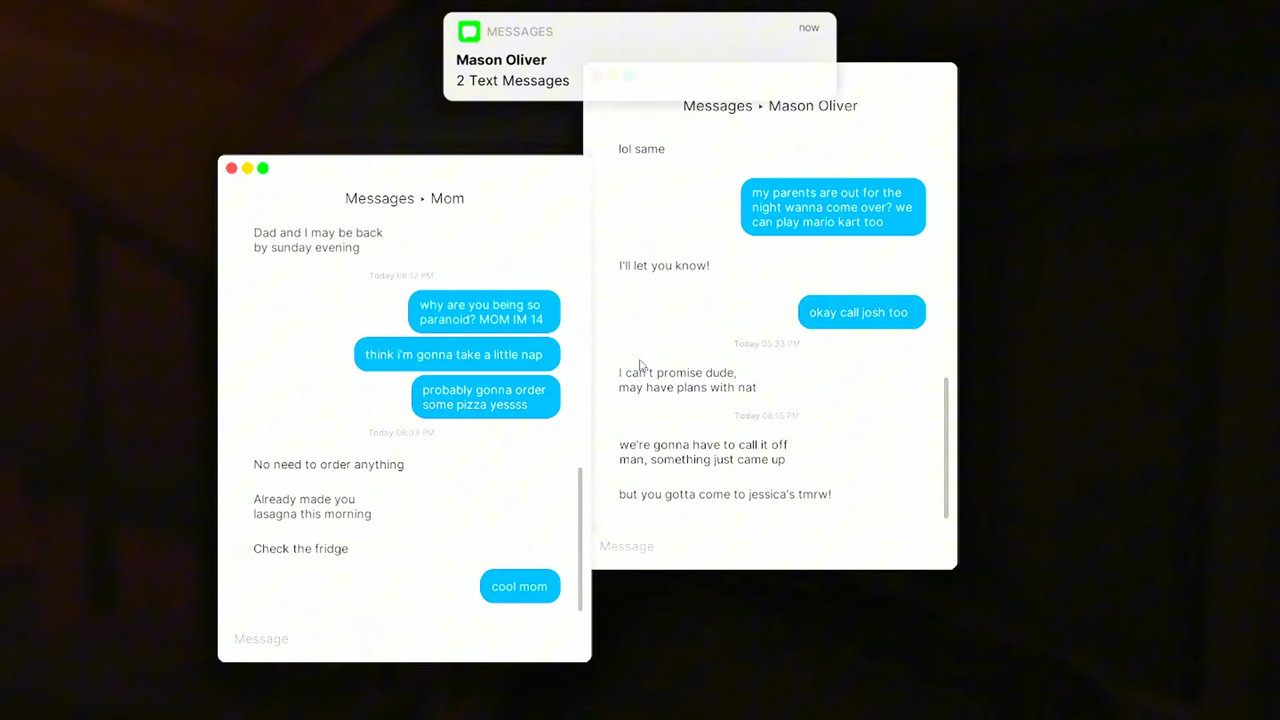 MESSAGES
now
Mason Oliver
2 Text Messages
Messages ▸ Mom
Dad and I may be back
by sunday evening
Today 06:12 PM
why are you being so
paranoid? MOM IM 14
think i'm gonna take a little nap
probably gonna order
some pizza yessss
Today 08:03 PM
No need to order anything
Already made you
lasagna this morning
Check the fridge
cool mom
Message
Messages ▸ Mason Oliver
lol same
my parents are out for the
night wanna come over? we
can play mario kart too
I'll let you know!
okay call josh too
Today 05:33 PM
I can't promise dude,
may have plans with nat
Today 08:15 PM
we're gonna have to call it off
man, something just came up
but you gotta come to jessica's tmrw!
Message